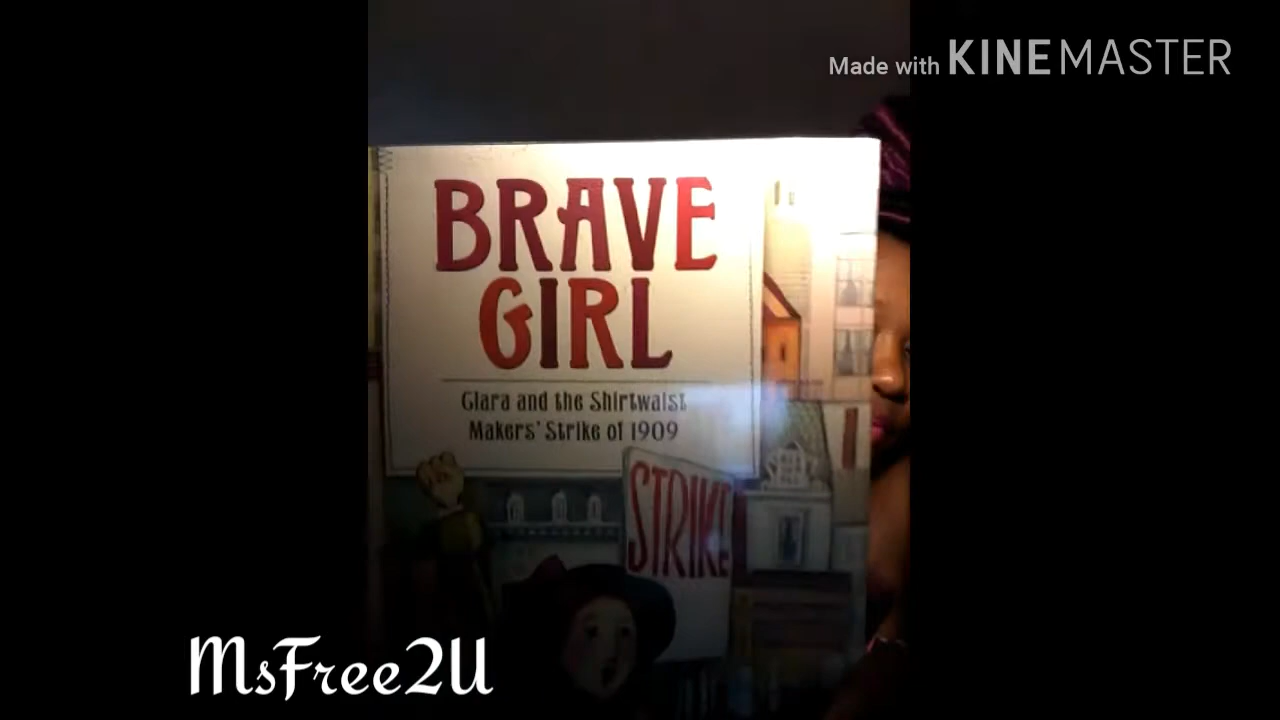 Made with KINEMASTER
BRAVE
GIRL
Clara and the Shirtwaist
Makers' Strike of 1909
STRIKE
MsFree2U